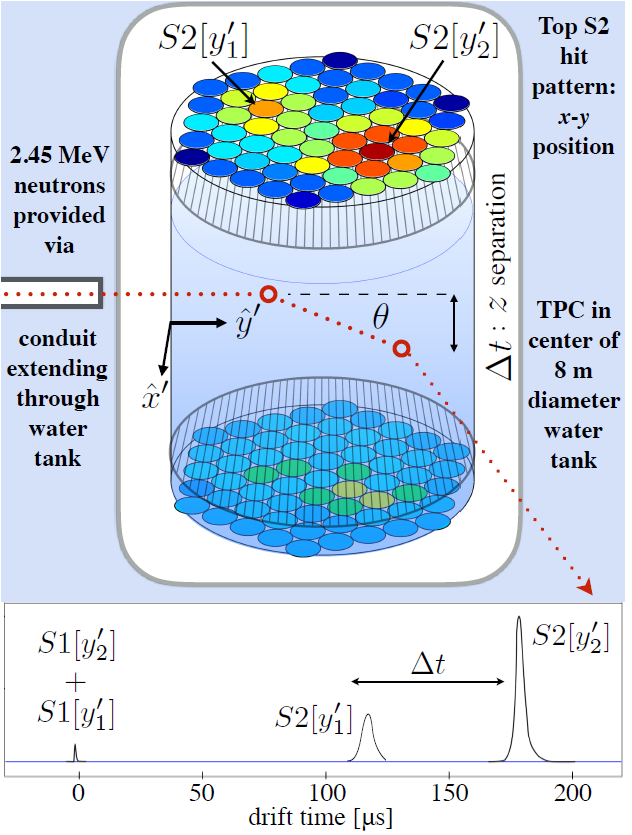 S2[y′₁]
S2[y′₂]
Top S2
hit
pattern:
x-y
position
2.45 MeV
neutrons
provided
via
conduit
extending
through
water
tank
θ
ŷ′
x̂′
Δt : z separation
TPC in
center of
8 m
diameter
water
tank
S1[y′₂]
+
S1[y′₁]
S2[y′₁]
Δt
S2[y′₂]
0 50 100 150 200
drift time [µs]